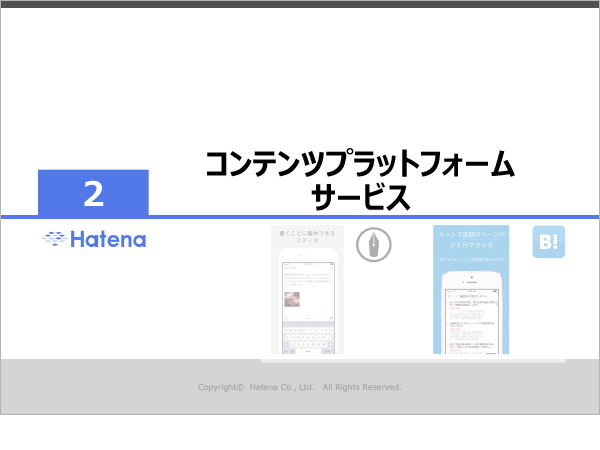 コンテンツプラットフォーム
サービス
2
Hatena
書くことに集中できる
エディタ
ネットで話題のページが
ひと目でわかる
B!
Copyright© Hatena Co., Ltd. All Rights Reserved.